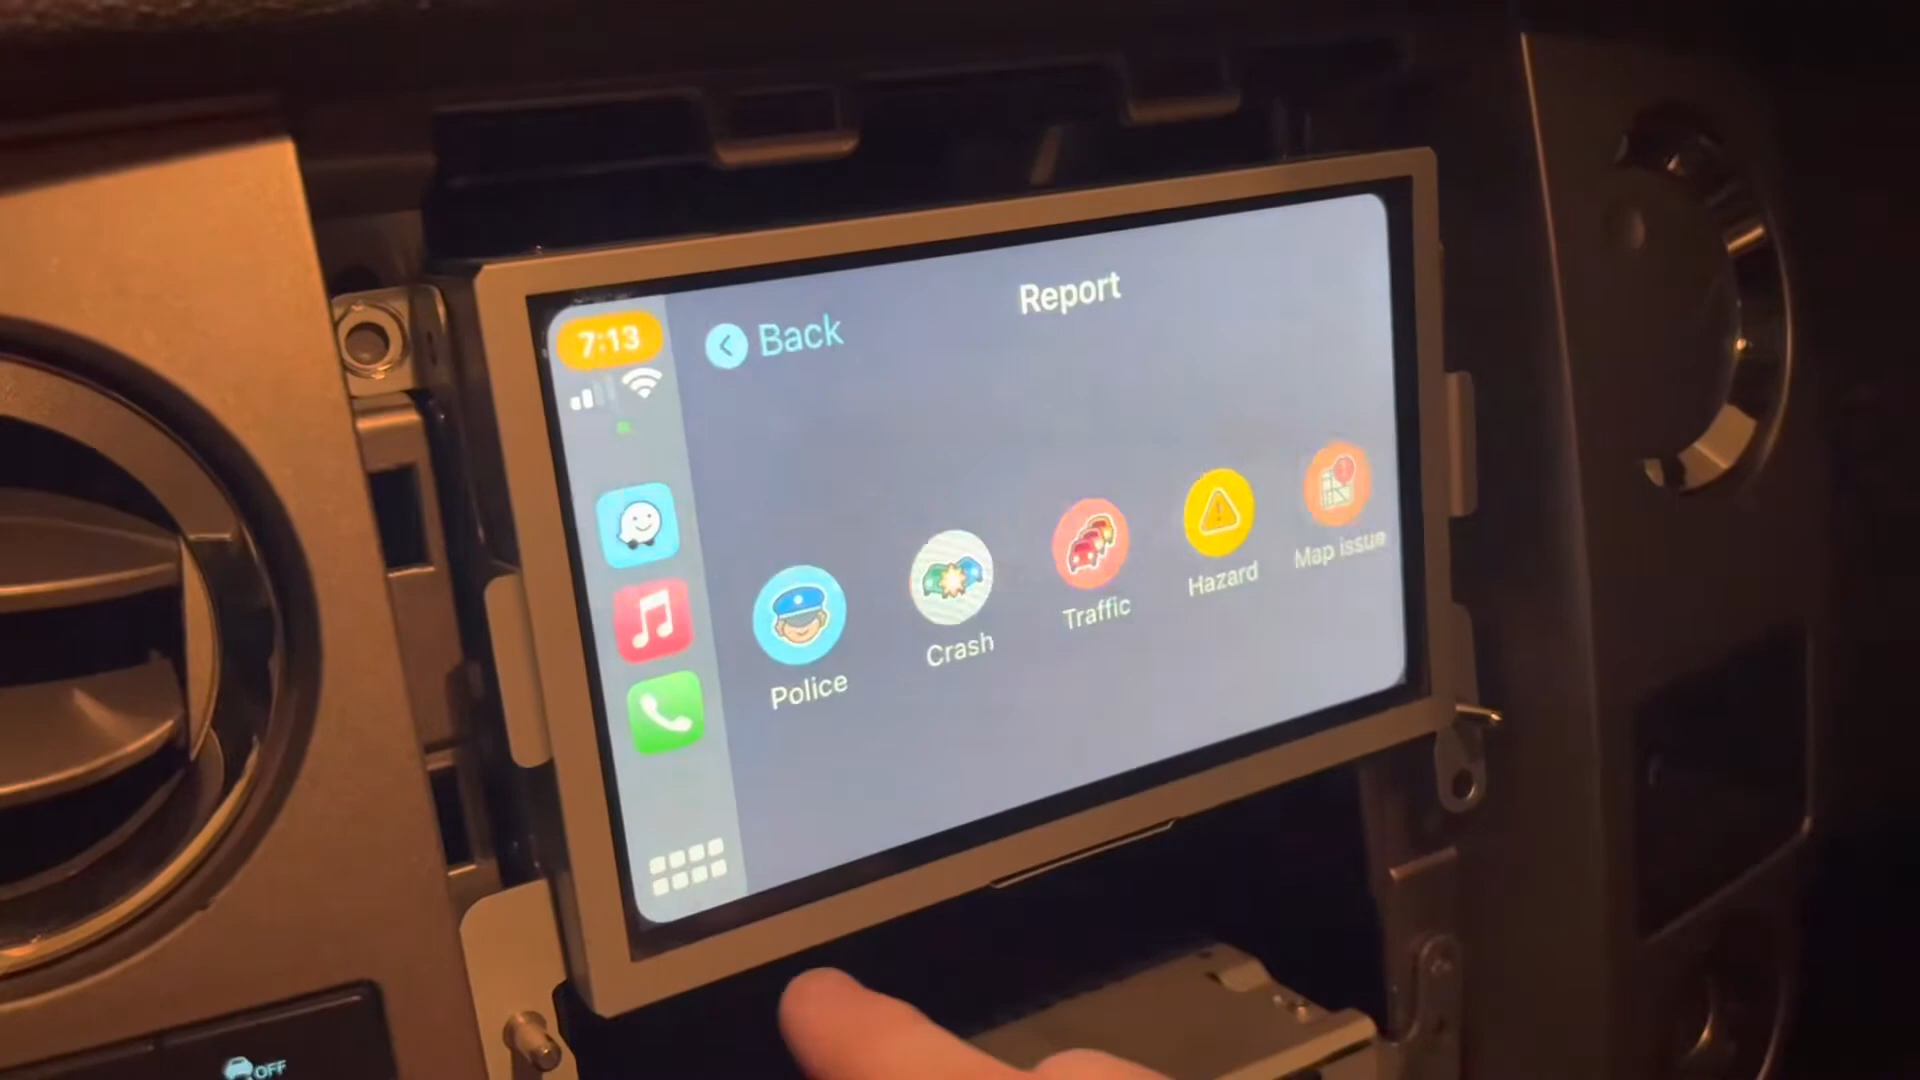 7:13
Back
Report
Police
Crash
Traffic
Hazard
Map issue
OFF